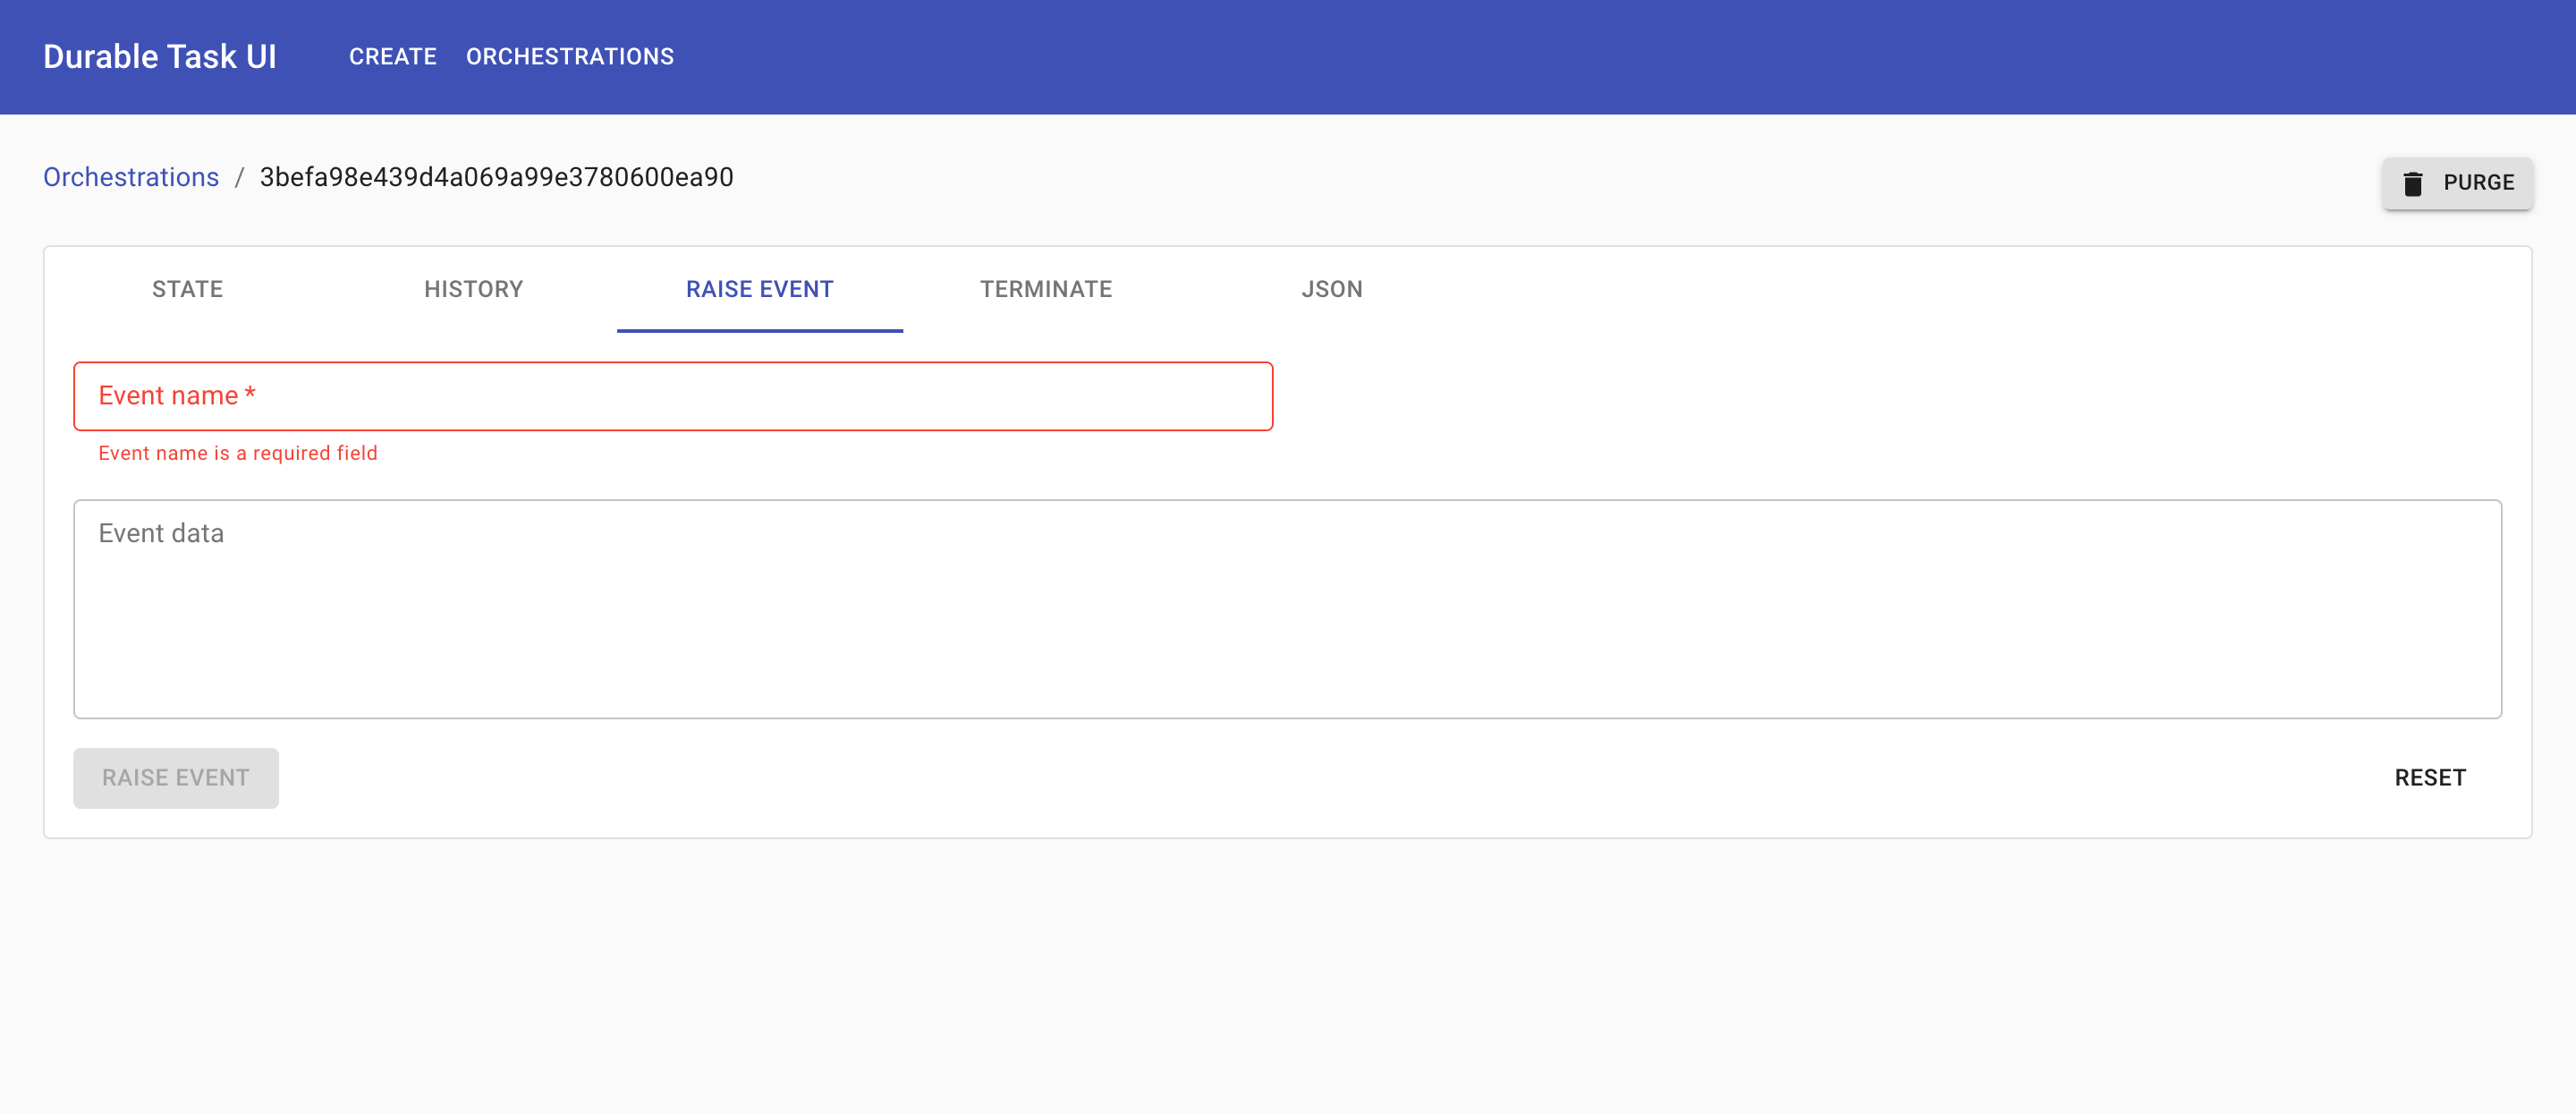 Durable Task UI CREATE ORCHESTRATIONS
Orchestrations / 3befa98e439d4a069a99e3780600ea90
PURGE
STATE HISTORY RAISE EVENT TERMINATE JSON
Event name *
Event name is a required field
Event data
RAISE EVENT RESET